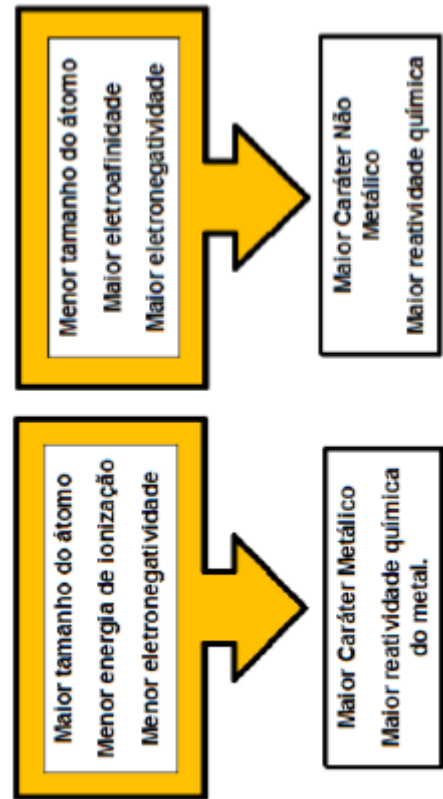 Maior tamanho do átomo
Menor energia de ionização
Menor eletronegatividade
Maior Caráter Metálico
Maior reatividade química
do metal.
Menor tamanho do átomo
Maior eletroafinidade
Maior eletronegatividade
Maior Caráter Não
Metálico
Maior reatividade química